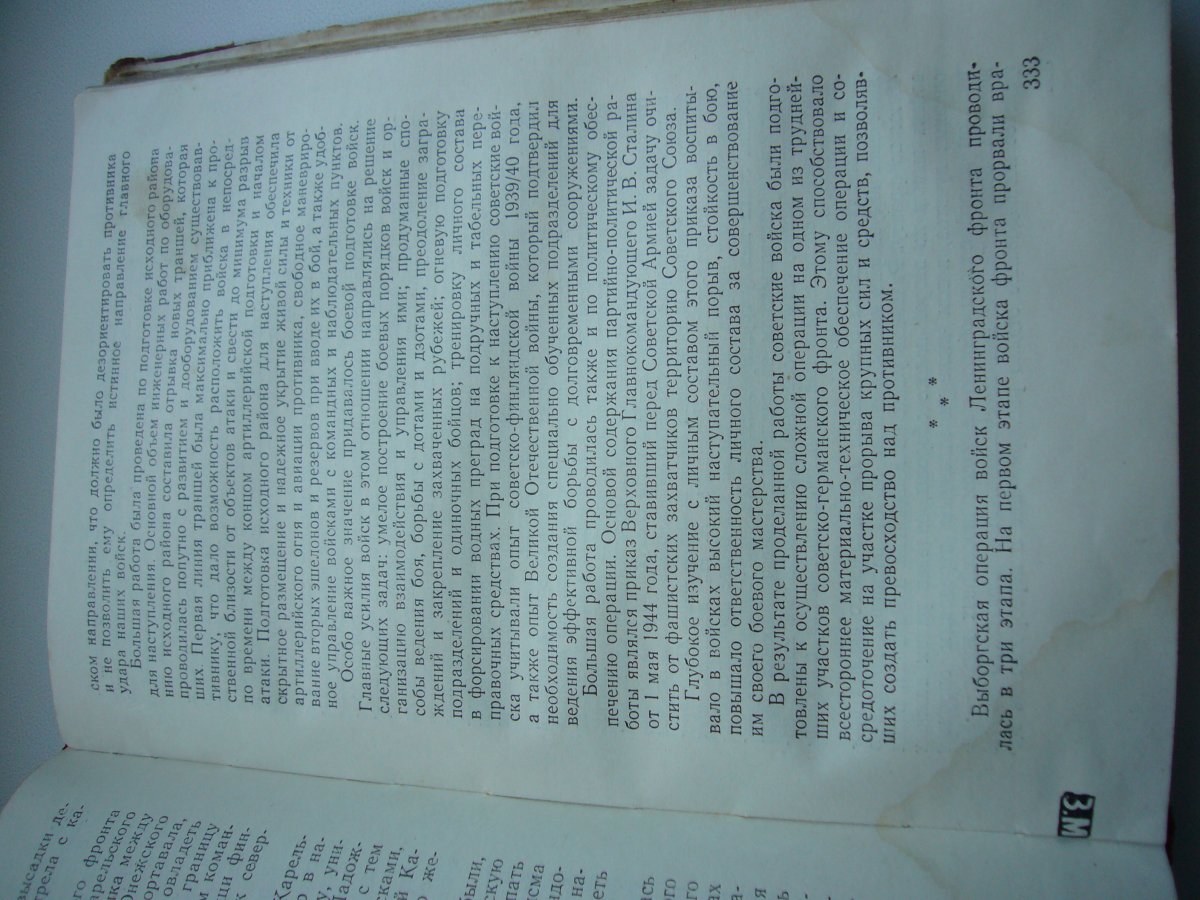 ском направлении, что должно было дезориентировать противника
и не позволить ему определить истинное направление главного
удара наших войск.
Большая работа была проведена по подготовке исходного района
для наступления. Основной объем инженерных работ по оборудова-
нию исходного района составила отрывка новых траншей, которая
проводилась попутно с развитием и дооборудованием существовав-
ших. Первая линия траншей была максимально приближена к про-
тивнику, что дало возможность расположить войска в непосред-
ственной близости от объектов атаки и свести до минимума разрыв
по времени между концом артиллерийской подготовки и началом
атаки. Подготовка исходного района для наступления обеспечила
скрытное размещение и надежное укрытие живой силы и техники от
артиллерийского огня и авиации противника, свободное маневриро-
вание вторых эшелонов и резервов при вводе их в бой, а также удоб-
ное управление войсками с командных и наблюдательных пунктов.
Особо важное значение придавалось боевой подготовке войск.
Главные усилия войск в этом отношении направлялись на решение
следующих задач: умелое построение боевых порядков войск и ор-
ганизацию взаимодействия и управления ими; продуманные спо-
собы ведения боя, борьбы с дотами и дзотами, преодоление заграж-
дений и закрепление захваченных рубежей; огневую подготовку
подразделений и одиночных бойцов; тренировку личного состава
в форсировании водных преград на подручных и табельных пере-
правочных средствах. При подготовке к наступлению советские вой-
ска учитывали опыт советско-финляндской войны 1939/40 года,
а также опыт Великой Отечественной войны, который подтвердил
необходимость создания специально обученных подразделений для
ведения эффективной борьбы с долговременными сооружениями.
Большая работа проводилась также и по политическому обес-
печению операции. Основой содержания партийно-политической ра-
боты являлся приказ Верховного Главнокомандующего И. В. Сталина
от 1 мая 1944 года, ставивший перед Советской Армией задачу очи-
стить от фашистских захватчиков территорию Советского Союза.
Глубокое изучение с личным составом этого приказа воспиты-
вало в войсках высокий наступательный порыв, стойкость в бою,
повышало ответственность личного состава за совершенствование
им своего боевого мастерства.
В результате проделанной работы советские войска были подго-
товлены к осуществлению сложной операции на одном из трудней-
ших участков советско-германского фронта. Этому способствовало
всестороннее материально-техническое обеспечение операции и со-
средоточение на участке прорыва крупных сил и средств, позволяв-
ших создать превосходство над противником.
* * *
Выборгская операция войск Ленинградского фронта проводи-
лась в три этапа. На первом этапе войска фронта прорвали вра-
333
З.М